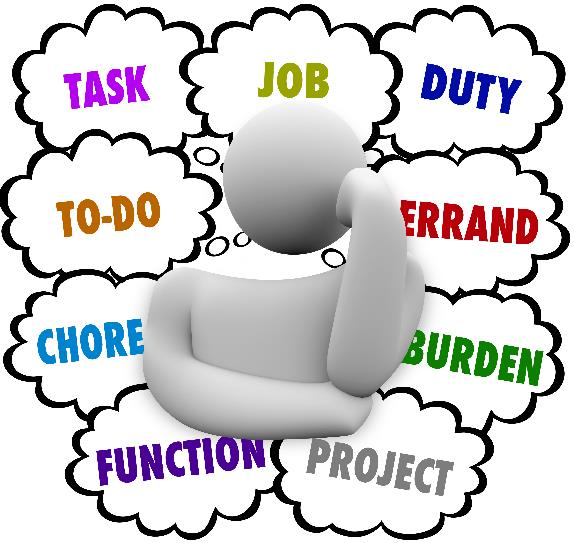 TASK
JOB
DUTY
TO-DO
ERRAND
CHORE
BURDEN
FUNCTION
PROJECT